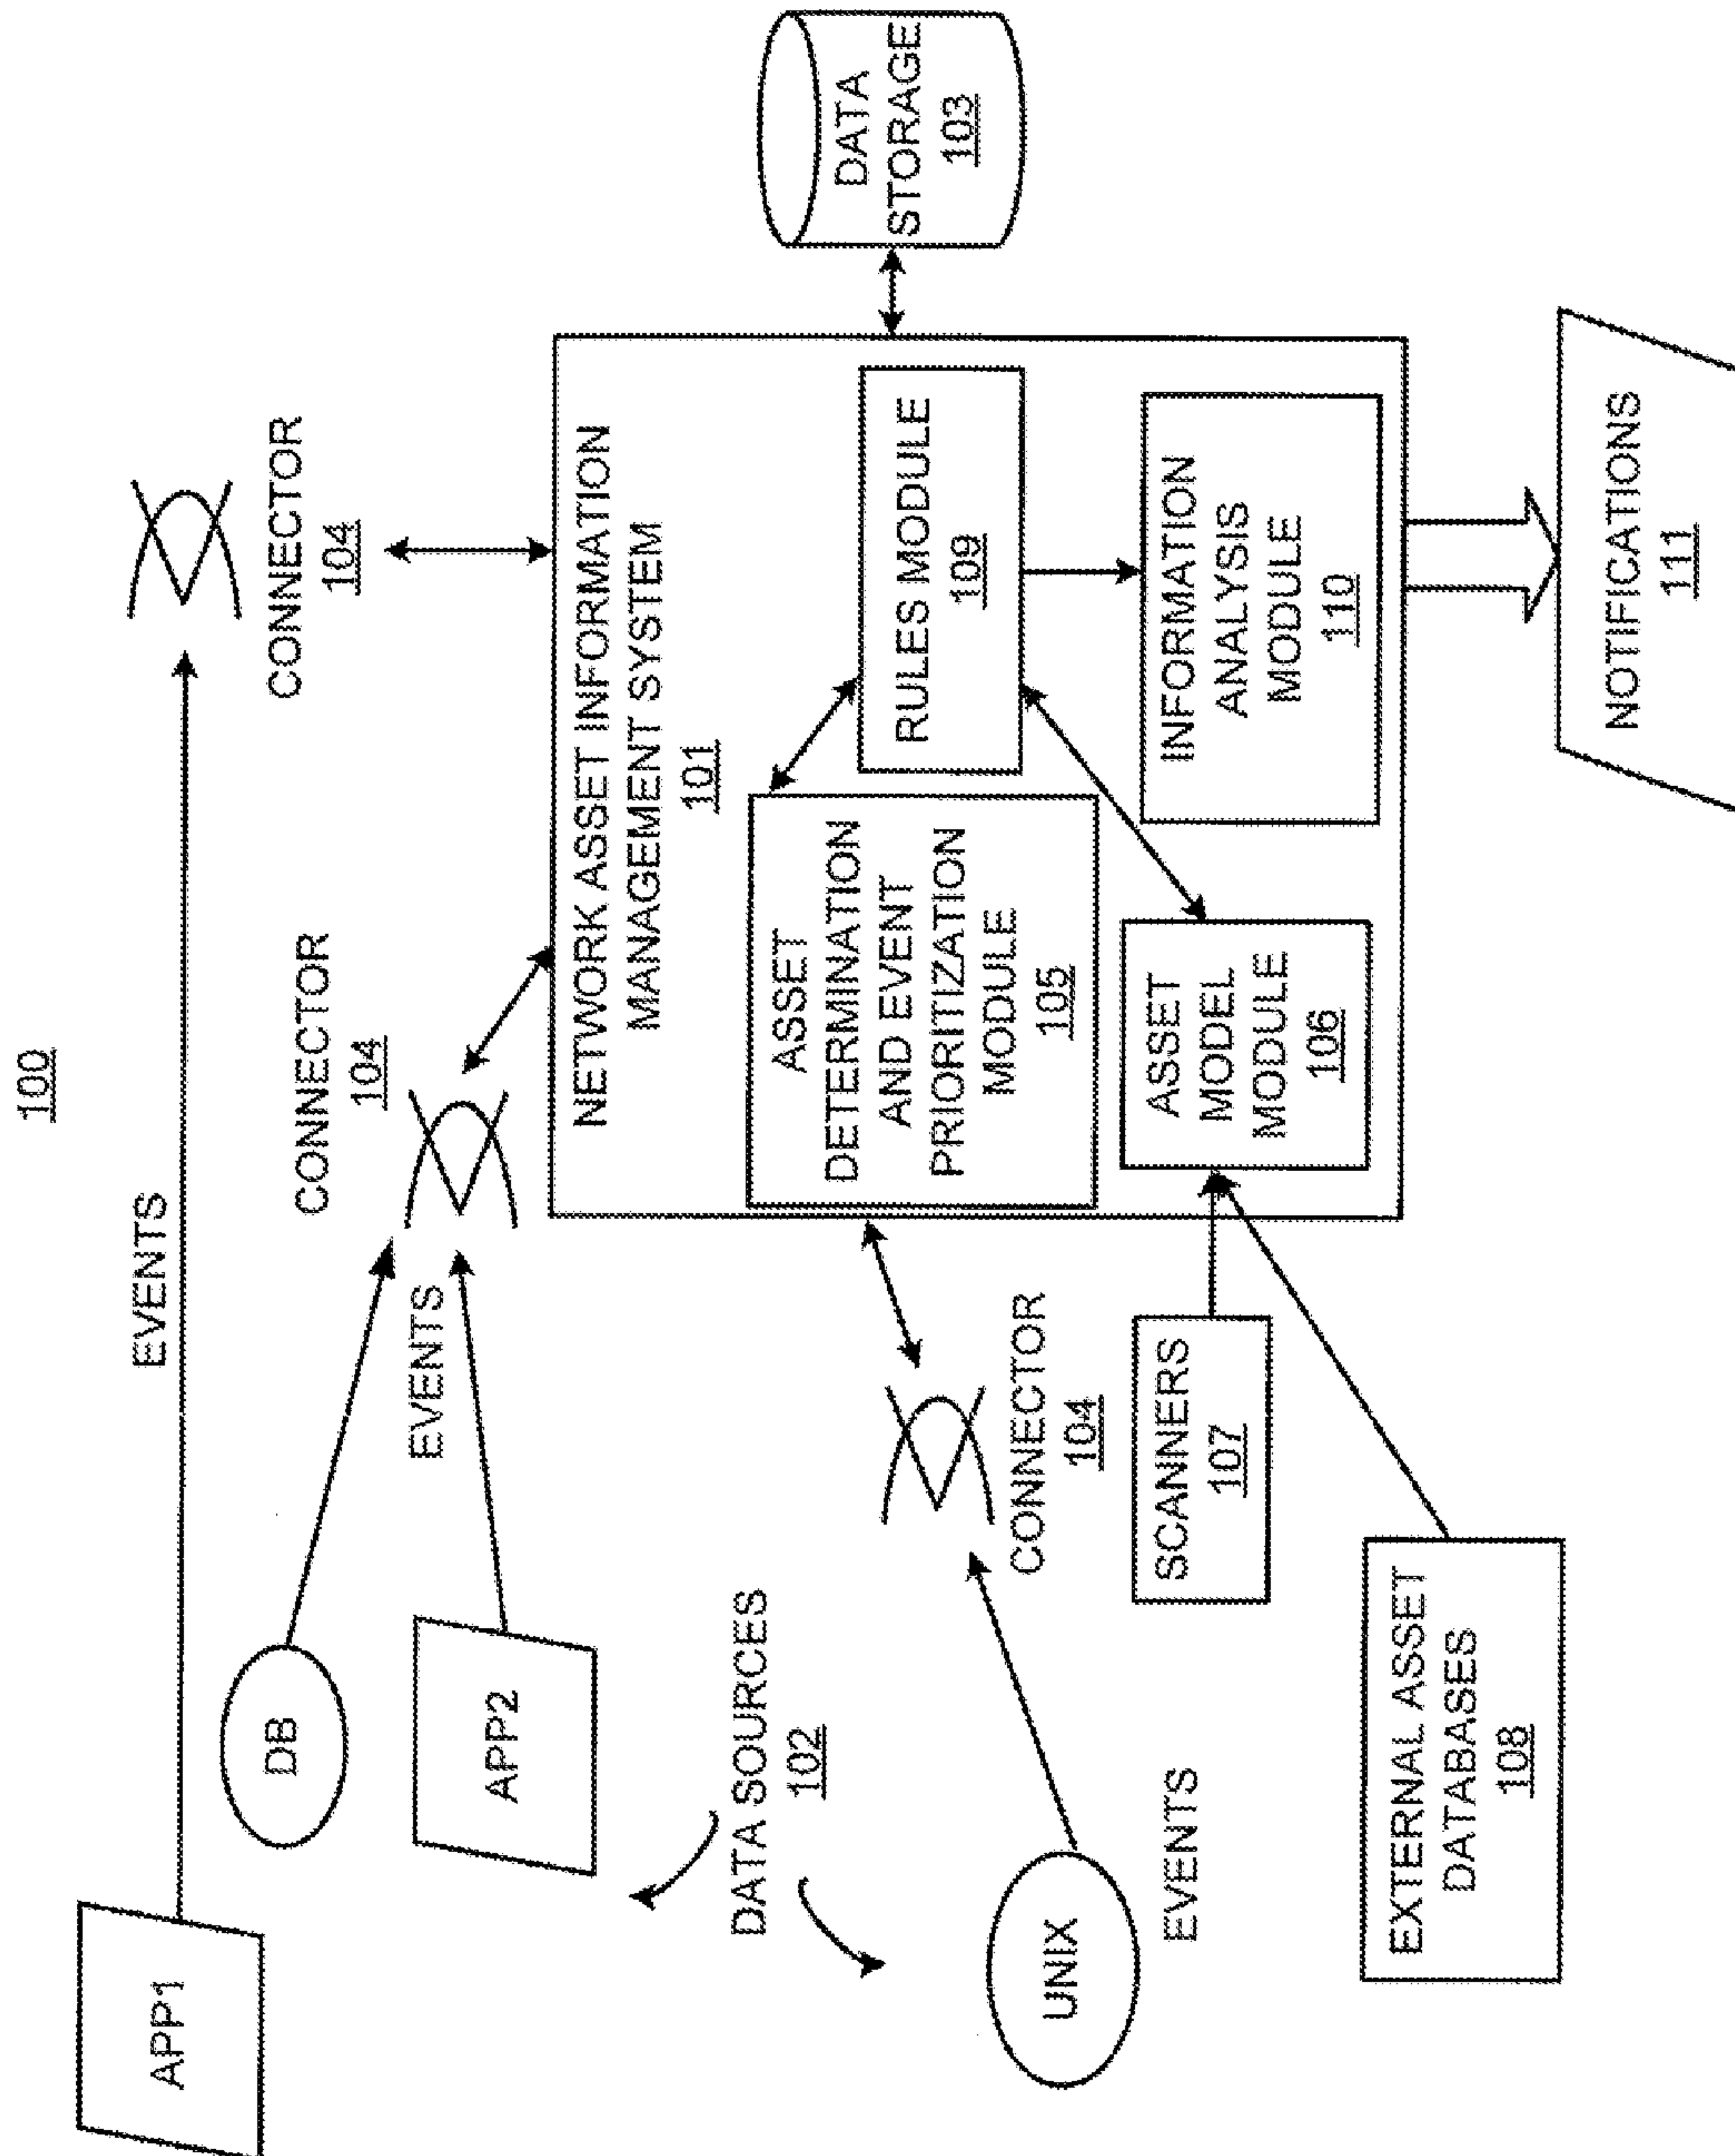 100
EVENTS
APP1
CONNECTOR
104
DB
EVENTS
APP2
CONNECTOR
104
DATA SOURCES
102
UNIX
EVENTS
CONNECTOR
104
SCANNERS
107
EXTERNAL ASSET
DATABASES
108
NETWORK ASSET INFORMATION
MANAGEMENT SYSTEM
101
ASSET
DETERMINATION
AND EVENT
PRIORITIZATION
MODULE
105
RULES MODULE
109
ASSET
MODEL
MODULE
106
INFORMATION
ANALYSIS
MODULE
110
DATA
STORAGE
103
NOTIFICATIONS
111